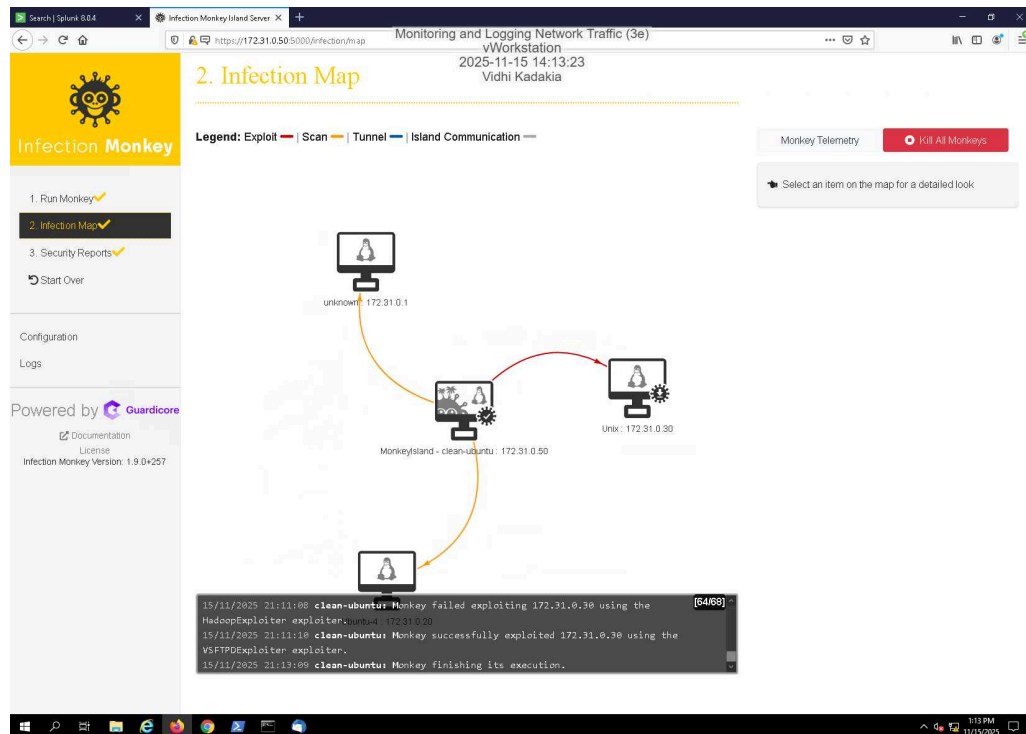 Search | Splunk 8.0.4
Infection Monkey Island Server
https://172.31.0.50:5000/infection/map
Monitoring and Logging Network Traffic (3e)
vWorkstation
2025-11-15 14:13:23
Vidhi Kadakia
Infection Monkey
1. Run Monkey
2. Infection Map
3. Security Reports
Start Over
Configuration
Logs
Powered by Guardicore
Documentation
License
Infection Monkey Version: 1.9.0+257
2. Infection Map
Legend: Exploit | Scan | Tunnel | Island Communication
Monkey Telemetry
Kill All Monkeys
Select an item on the map for a detailed look
unknown : 172.31.0.1
Unix : 172.31.0.30
MonkeyIsland - clean-ubuntu : 172.31.0.50
ubuntu-4 : 172.31.0.20
[64/68]
15/11/2025 21:11:08 clean-ubuntu: Monkey failed exploiting 172.31.0.30 using the
HadoopExploiter exploiter.
15/11/2025 21:11:10 clean-ubuntu: Monkey successfully exploited 172.31.0.30 using the
VSFTPDExploiter exploiter.
15/11/2025 21:13:09 clean-ubuntu: Monkey finishing its execution.
1:13 PM
11/15/2025